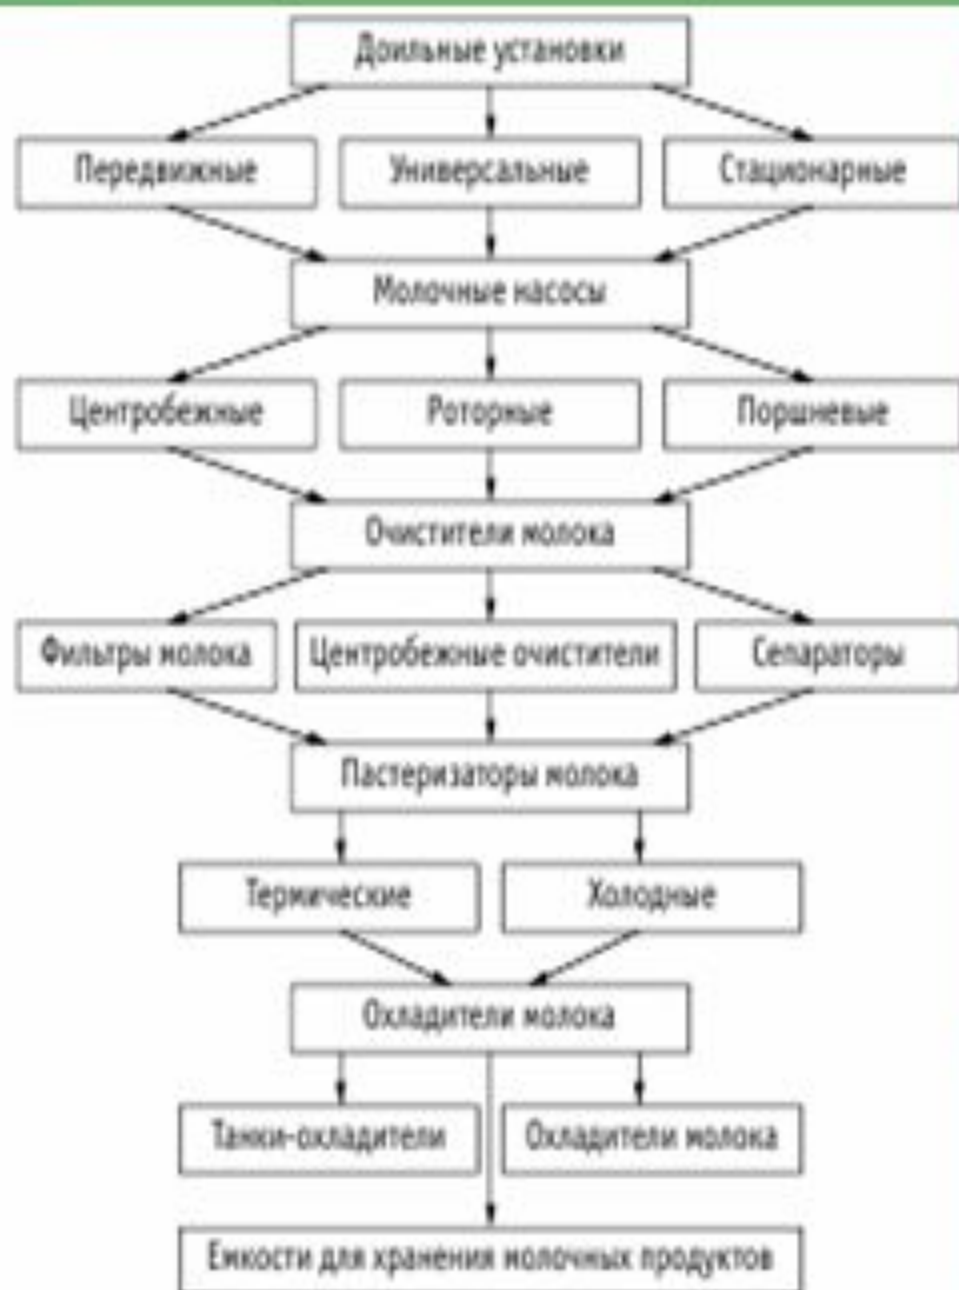 Доильные установки
Передвижные
Универсальные
Стационарные
Молочные насосы
Центробежные
Роторные
Поршневые
Очистители молока
Фильтры молока
Центробежные очистители
Сепараторы
Пастеризаторы молока
Термические
Холодные
Охладители молока
Танки-охладители
Охладители молока
Емкости для хранения молочных продуктов